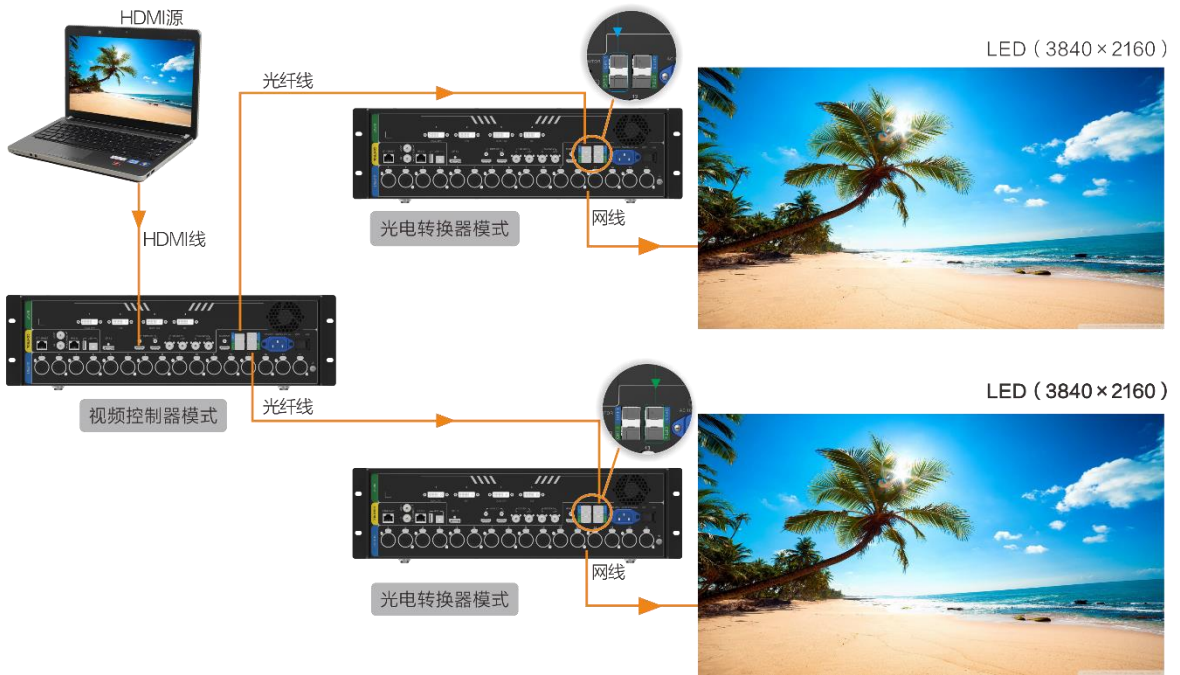 HDMI源
LED（3840×2160）
光纤线
网线
光电转换器模式
HDMI线
视频控制器模式
光纤线
LED（3840×2160）
网线
光电转换器模式